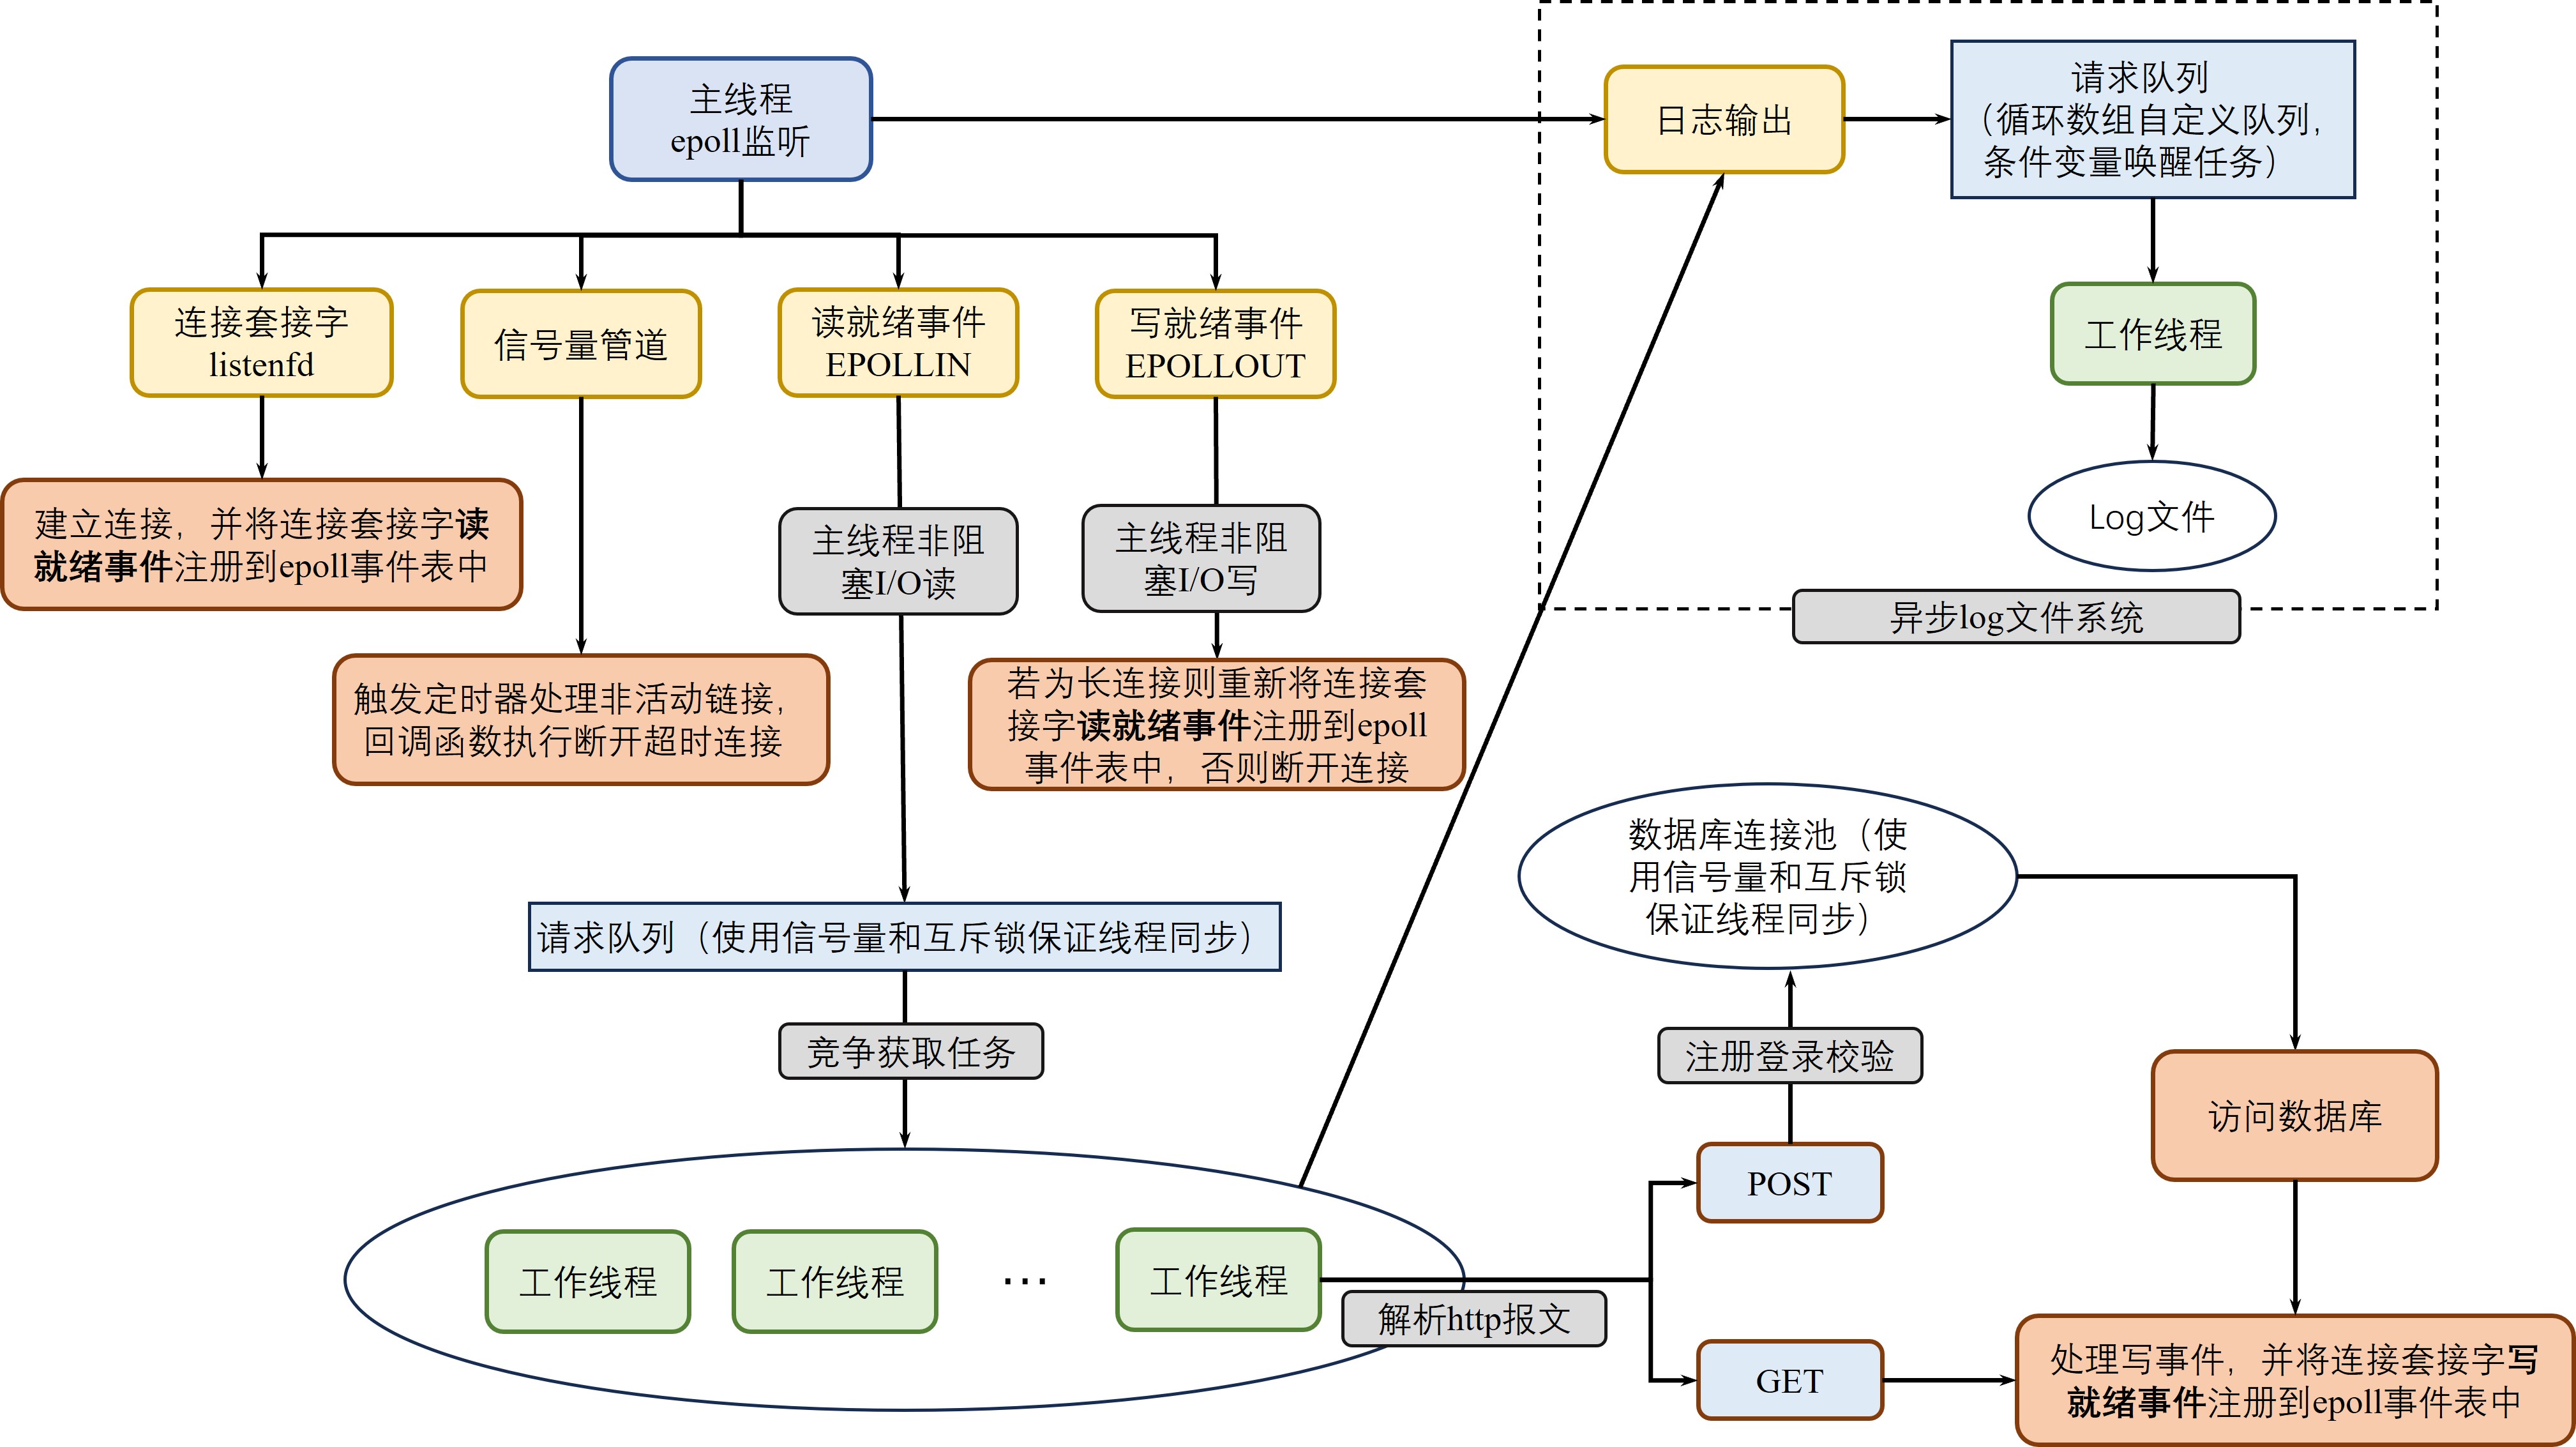 主线程
epoll监听
日志输出
请求队列
（循环数组自定义队列，
条件变量唤醒任务）
连接套接字
listenfd
信号量管道
读就绪事件
EPOLLIN
写就绪事件
EPOLLOUT
工作线程
Log文件
异步log文件系统
建立连接，并将连接套接字读
就绪事件注册到epoll事件表中
主线程非阻
塞I/O读
主线程非阻
塞I/O写
触发定时器处理非活动链接，
回调函数执行断开超时连接
若为长连接则重新将连接套
接字读就绪事件注册到epoll
事件表中，否则断开连接
请求队列（使用信号量和互斥锁保证线程同步）
竞争获取任务
数据库连接池（使
用信号量和互斥锁
保证线程同步）
注册登录校验
访问数据库
工作线程
工作线程
…
工作线程
解析http报文
POST
GET
处理写事件，并将连接套接字写
就绪事件注册到epoll事件表中